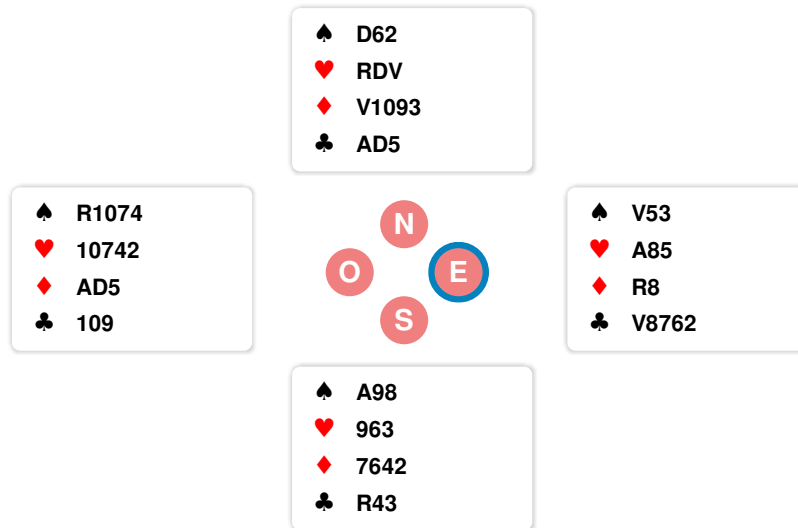 ♠ D62
♥ RDV
♦ V1093
♣ AD5
♠ R1074
♥ 10742
♦ AD5
♣ 109
N
O E
S
♠ V53
♥ A85
♦ R8
♣ V8762
♠ A98
♥ 963
♦ 7642
♣ R43